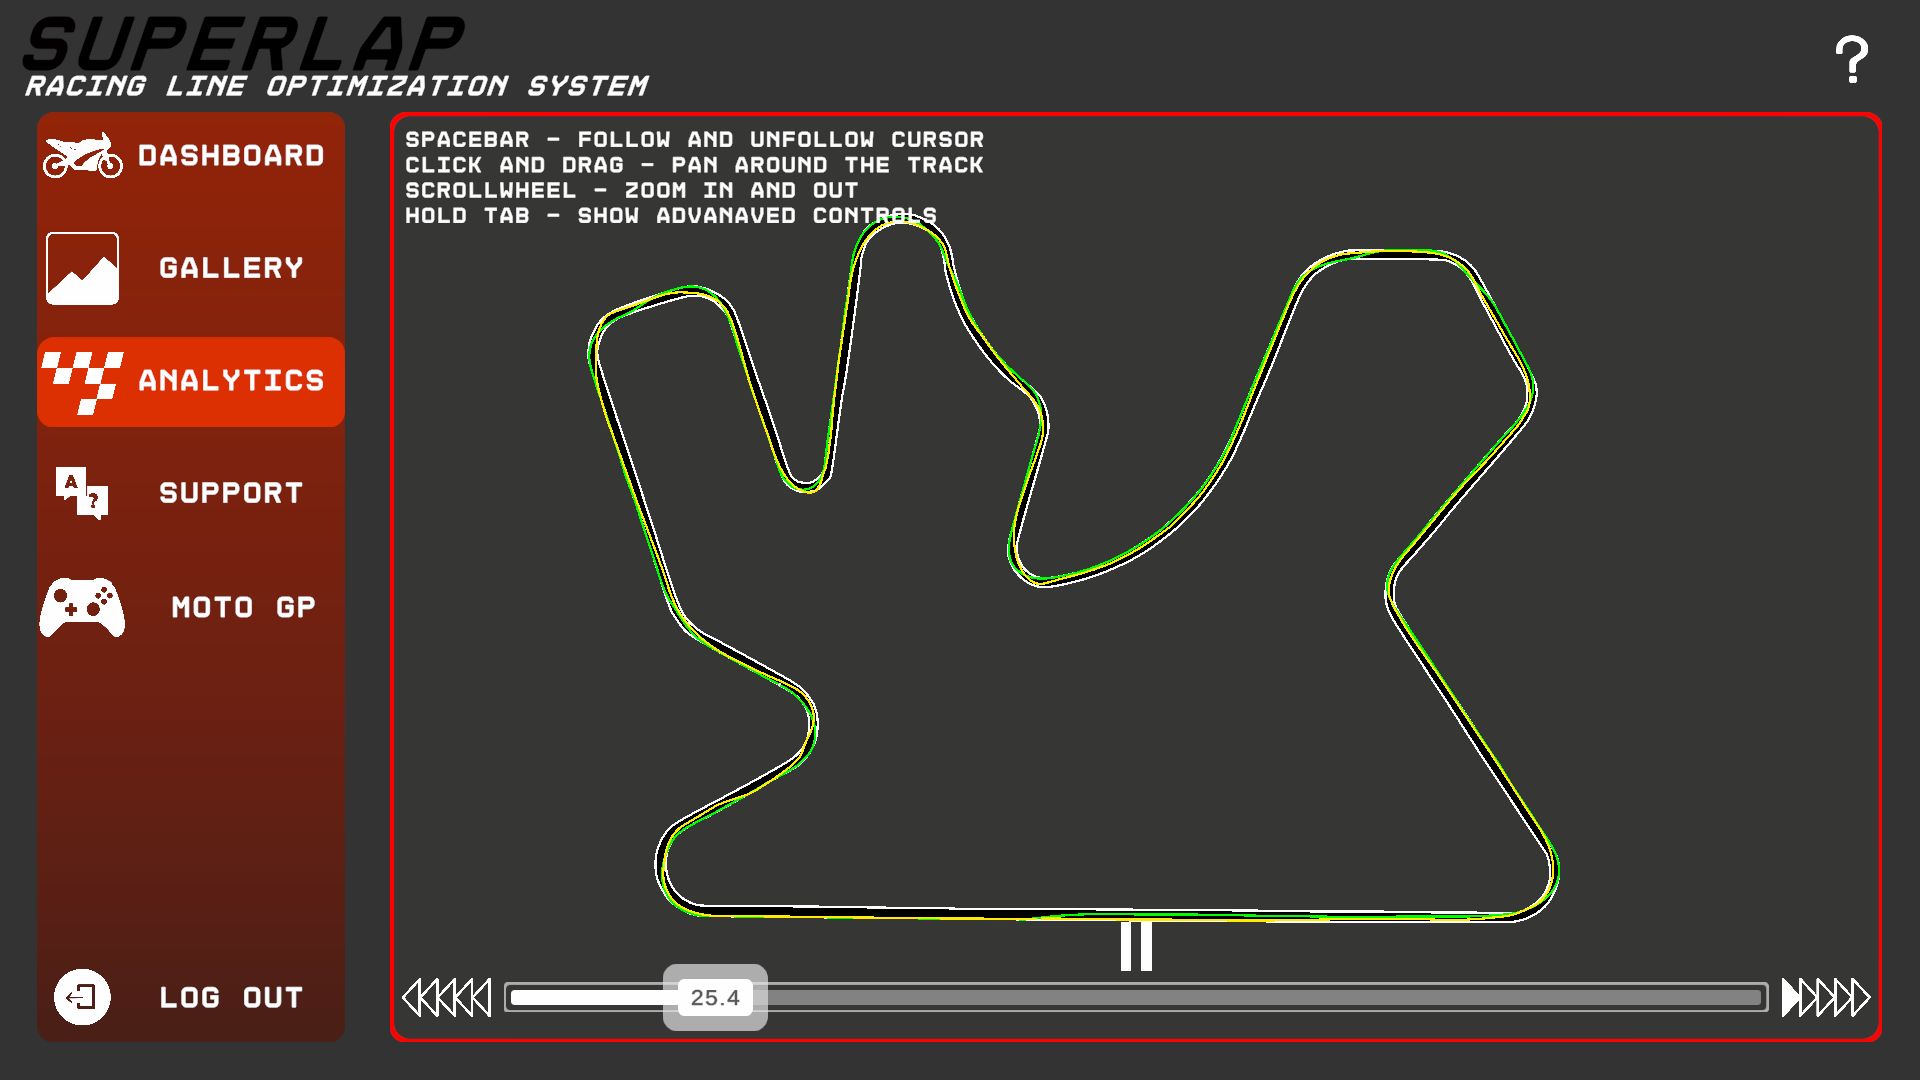 SUPERLAP
RACING LINE OPTIMIZATION SYSTEM
?
DASHBOARD
GALLERY
ANALYTICS
A
?
SUPPORT
MOTO GP
LOG OUT
SPACEBAR - FOLLOW AND UNFOLLOW CURSOR
CLICK AND DRAG - PAN AROUND THE TRACK
SCROLLWHEEL - ZOOM IN AND OUT
HOLD TAB - SHOW ADVANAVED CONTROLS
25.4